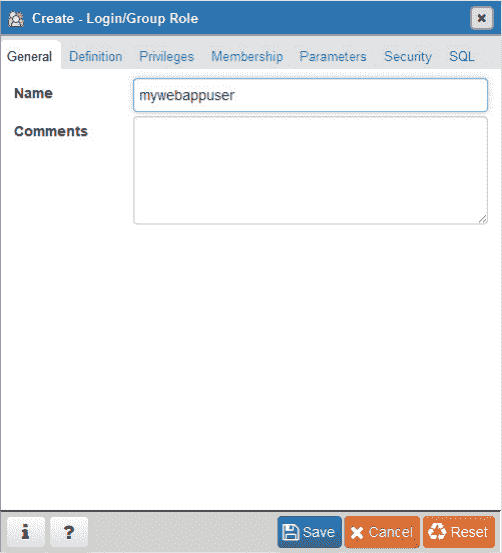 Create - Login/Group Role
General Definition Privileges Membership Parameters Security SQL
Name mywebappuser
Comments
i ? Save Cancel Reset